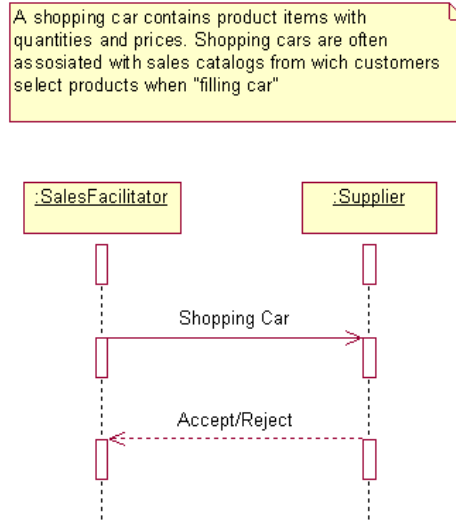 A shopping car contains product items with
quantities and prices. Shopping cars are often
assosiated with sales catalogs from wich customers
select products when "filling car"
:SalesFacilitator
:Supplier
Shopping Car
Accept/Reject